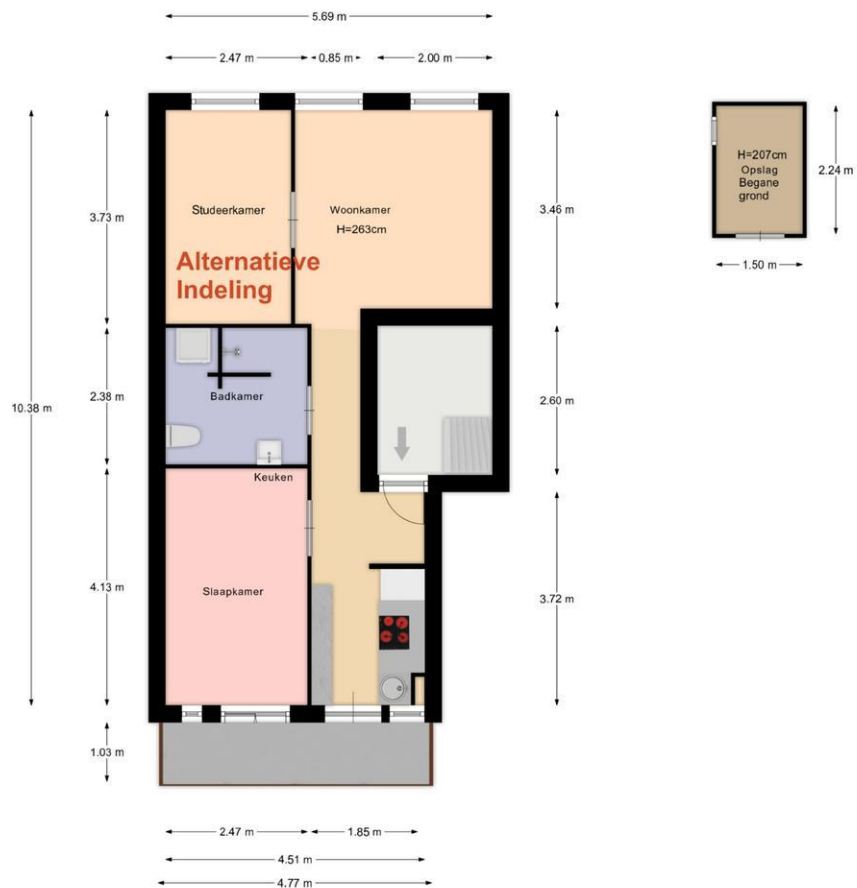 5.69 m
2.47 m
0.85 m
2.00 m
H=207cm
Opslag
Begane
grond
2.24 m
1.50 m
3.73 m
Studeerkamer
Woonkamer
H=263cm
3.46 m
Alternatieve
Indeling
10.38 m
2.38 m
Badkamer
2.60 m
Keuken
4.13 m
Slaapkamer
3.72 m
1.03 m
2.47 m
1.85 m
4.51 m
4.77 m